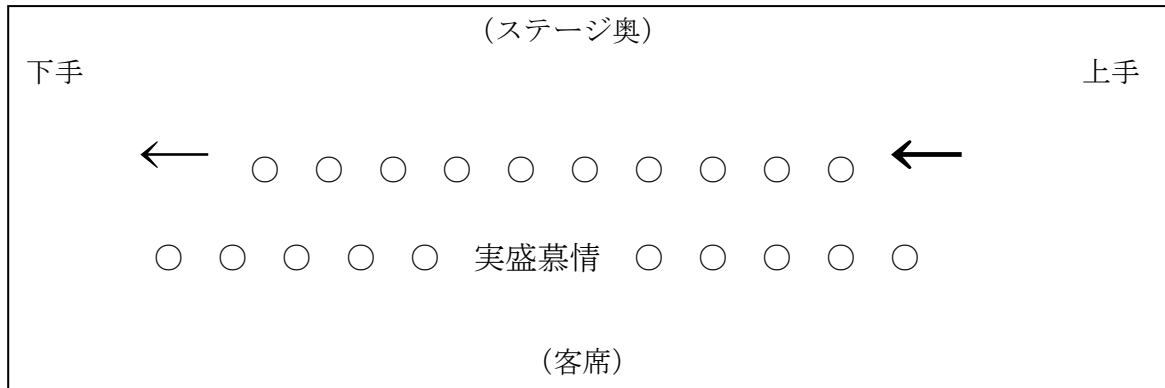 （ステージ奥）
下手 上手
← ○ ○ ○ ○ ○ ○ ○ ○ ○ ○ ←
○ ○ ○ ○ ○ 実盛慕情 ○ ○ ○ ○ ○
（客席）